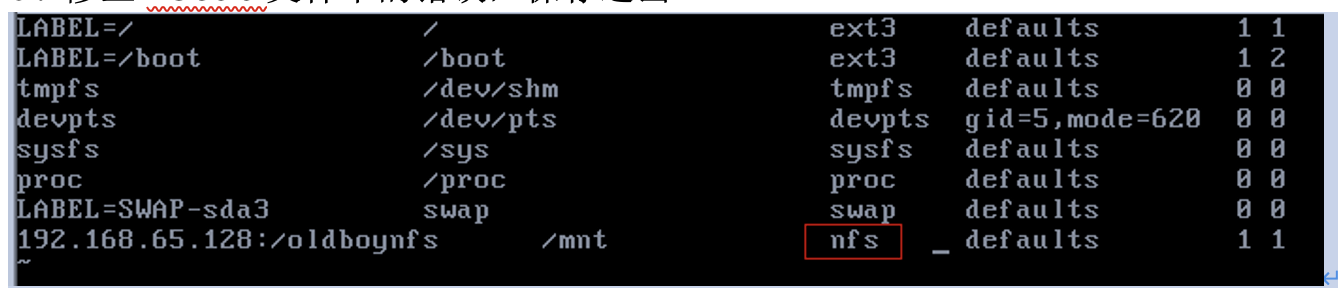 LABEL=/ / ext3 defaults 1 1
LABEL=/boot /boot ext3 defaults 1 2
tmpfs /dev/shm tmpfs defaults 0 0
devpts /dev/pts devpts gid=5,mode=620 0 0
sysfs /sys sysfs defaults 0 0
proc /proc proc defaults 0 0
LABEL=SWAP-sda3 swap swap defaults 0 0
192.168.65.128:/oldboynfs /mnt nfs _ defaults 1 1
~